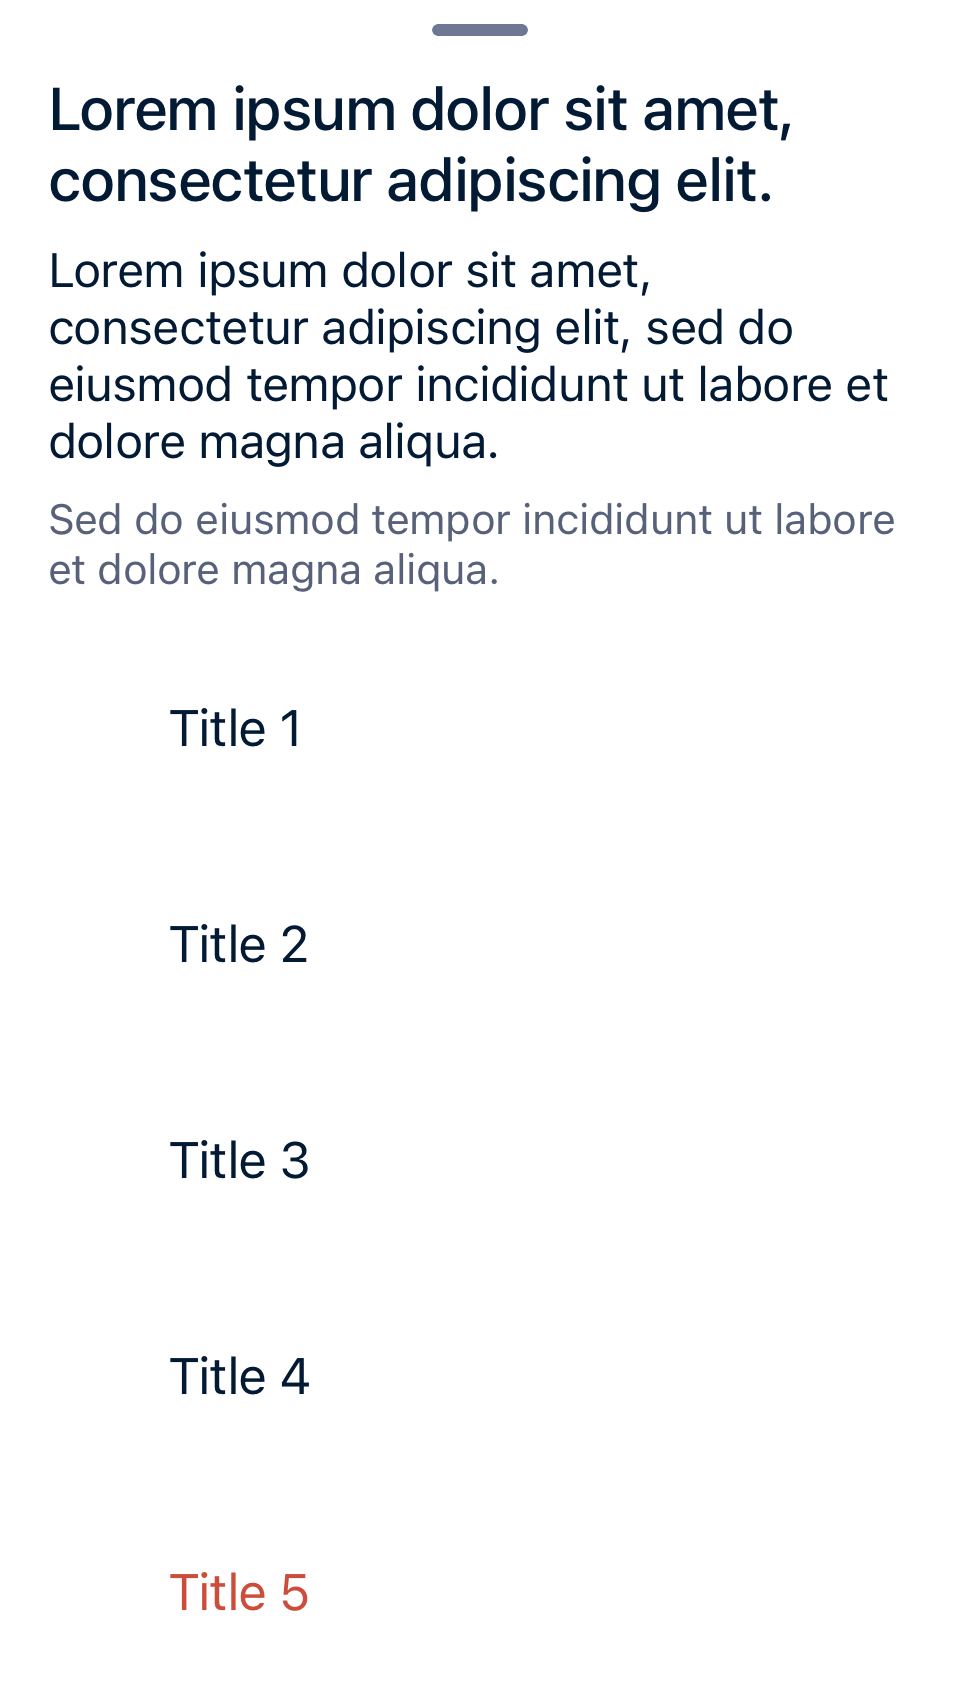 Lorem ipsum dolor sit amet,
consectetur adipiscing elit.
Lorem ipsum dolor sit amet,
consectetur adipiscing elit, sed do
eiusmod tempor incididunt ut labore et
dolore magna aliqua.
Sed do eiusmod tempor incididunt ut labore
et dolore magna aliqua.
Title 1
Title 2
Title 3
Title 4
Title 5